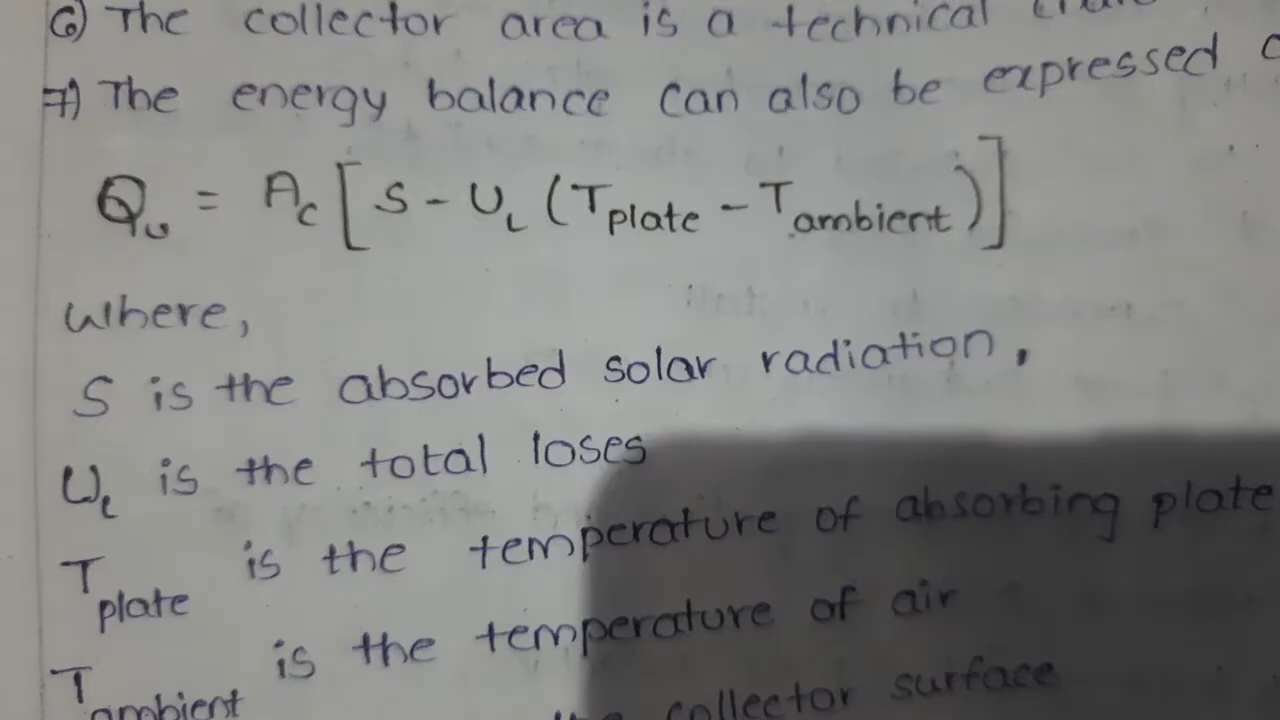 6) The collector area is a technical
7) The energy balance can also be expressed
Qu = Ac [S - UL (Tplate - Tambient)]
where,
S is the absorbed solar radiation.
UL is the total loses
Tplate is the temperature of absorbing plate
Tambient is the temperature of air
collector surface